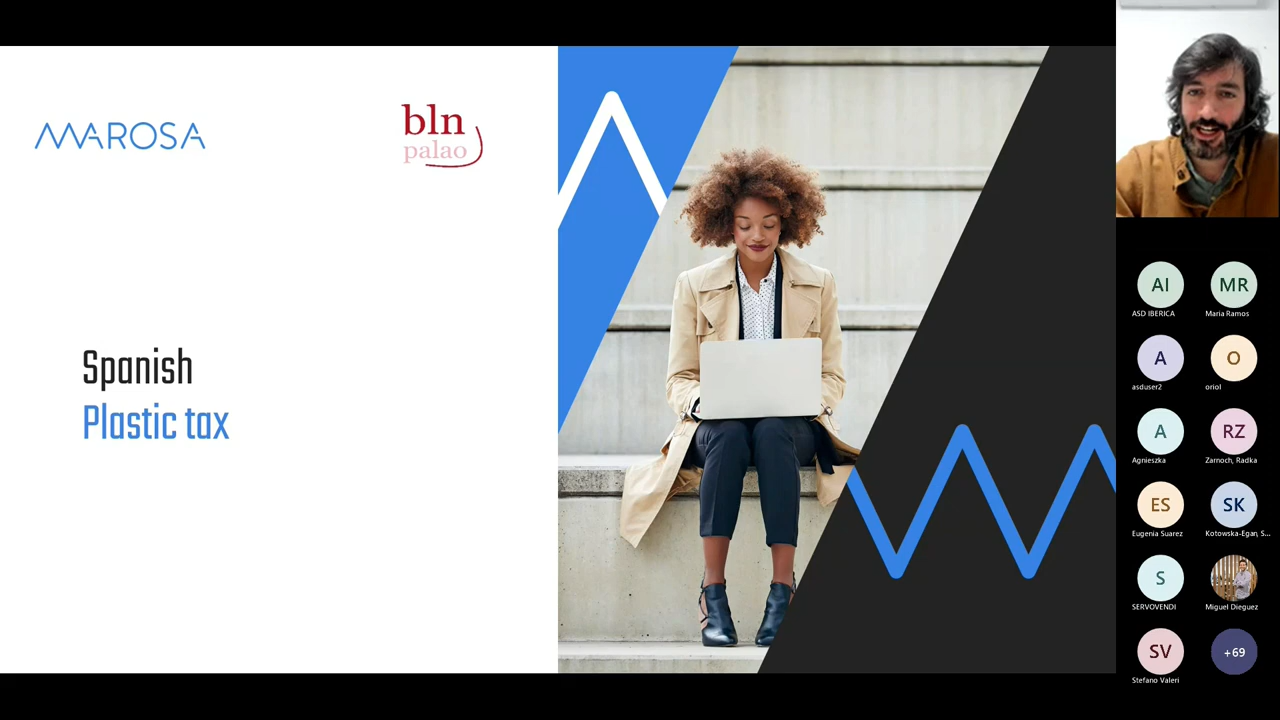 MAROSA
bln
palao
Spanish
Plastic tax
AI
MR
ASD IBERICA
Maria Ramos
A
O
asduser2
oriol
A
RZ
Agnieszka
Zarnoch, Radka
ES
SK
Eugenia Suarez
Kotowska-Egan, S...
S
SERVOVENDI
Miguel Dieguez
SV
+69
Stefano Valeri